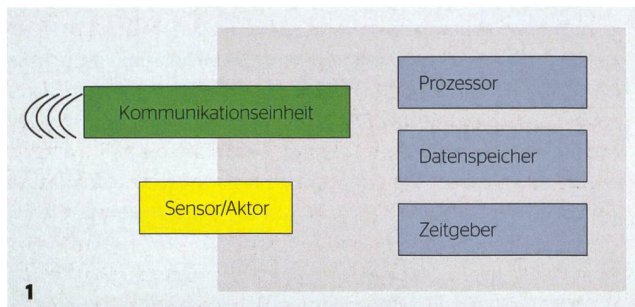 Kommunikationseinheit
Sensor/Aktor
Prozessor
Datenspeicher
Zeitgeber
1